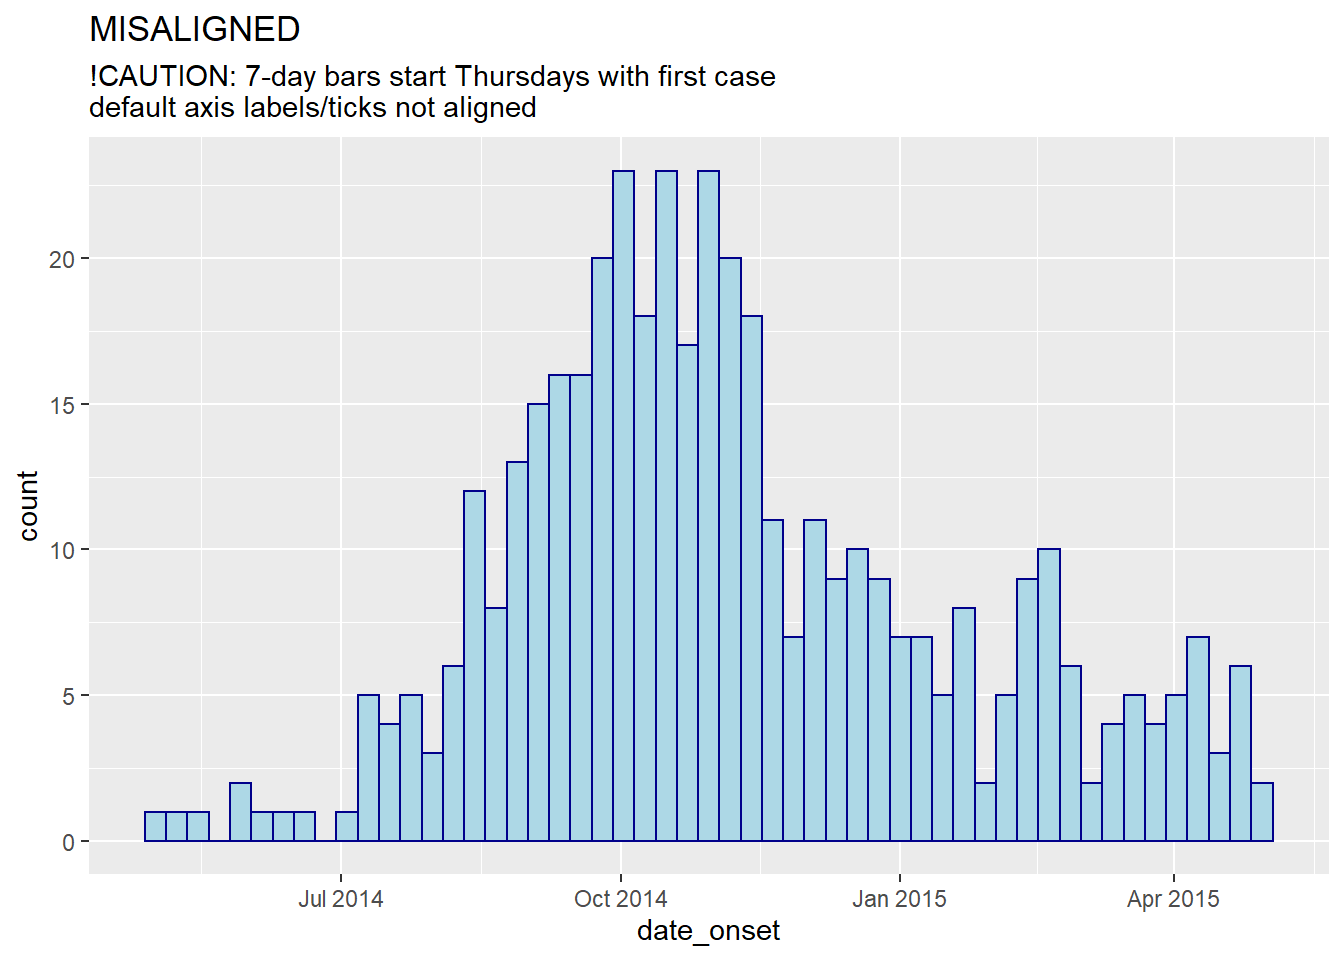 MISALIGNED
!CAUTION: 7-day bars start Thursdays with first case
default axis labels/ticks not aligned
20
15
10
5
0
count
Jul 2014
Oct 2014
Jan 2015
Apr 2015
date_onset